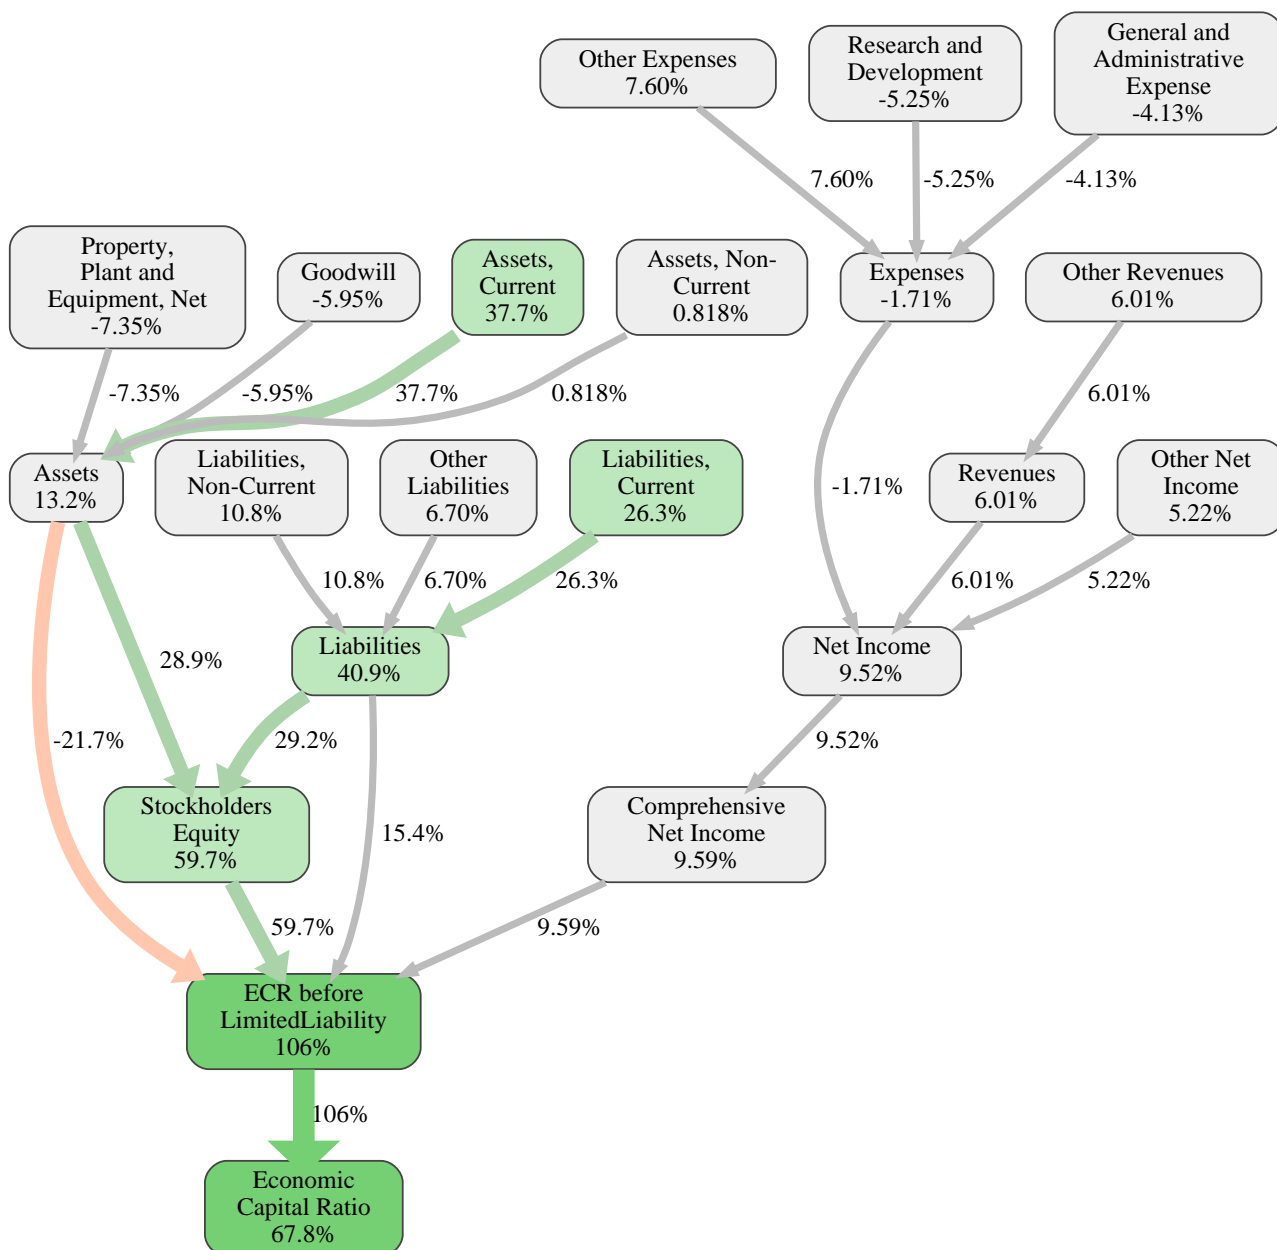 Other Expenses
7.60%
Research and
Development
-5.25%
General and
Administrative
Expense
-4.13%
7.60%
-5.25%
-4.13%
Property,
Plant and
Equipment, Net
-7.35%
Goodwill
-5.95%
Assets,
Current
37.7%
Assets, Non-
Current
0.818%
Expenses
-1.71%
Other Revenues
6.01%
-7.35%
-5.95%
37.7%
0.818%
6.01%
Assets
13.2%
Liabilities,
Non-Current
10.8%
Other
Liabilities
6.70%
Liabilities,
Current
26.3%
-1.71%
Revenues
6.01%
Other Net
Income
5.22%
10.8%
6.70%
26.3%
6.01%
5.22%
28.9%
Liabilities
40.9%
Net Income
9.52%
-21.7%
29.2%
9.52%
Stockholders
Equity
59.7%
15.4%
Comprehensive
Net Income
9.59%
59.7%
9.59%
ECR before
LimitedLiability
106%
106%
Economic
Capital Ratio
67.8%